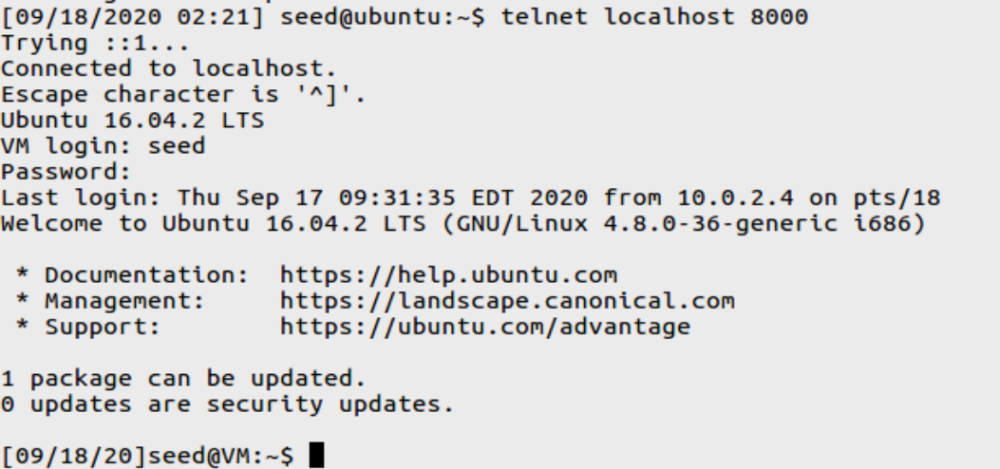 [09/18/2020 02:21] seed@ubuntu:~$ telnet localhost 8000
Trying ::1...
Connected to localhost.
Escape character is '^]'.
Ubuntu 16.04.2 LTS
VM login: seed
Password:
Last login: Thu Sep 17 09:31:35 EDT 2020 from 10.0.2.4 on pts/18
Welcome to Ubuntu 16.04.2 LTS (GNU/Linux 4.8.0-36-generic i686)

 * Documentation:  https://help.ubuntu.com
 * Management:     https://landscape.canonical.com
 * Support:        https://ubuntu.com/advantage

1 package can be updated.
0 updates are security updates.

[09/18/20]seed@VM:~$